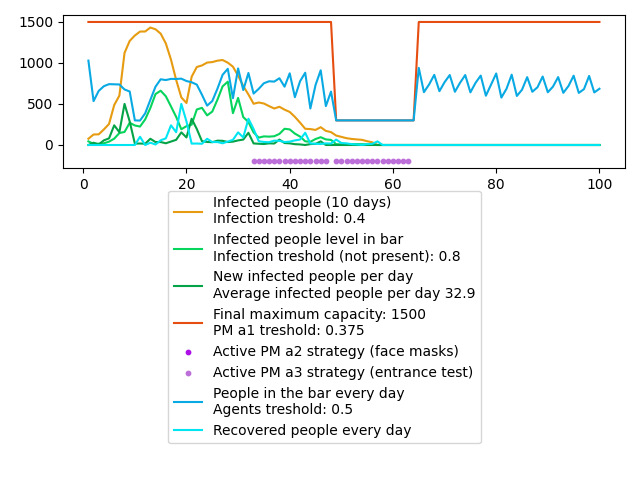 1500
1000
500
0
0
20
40
60
80
100
Infected people (10 days)
Infection treshold: 0.4
Infected people level in bar
Infection treshold (not present): 0.8
New infected people per day
Average infected people per day 32.9
Final maximum capacity: 1500
PM a1 treshold: 0.375
Active PM a2 strategy (face masks)
Active PM a3 strategy (entrance test)
People in the bar every day
Agents treshold: 0.5
Recovered people every day